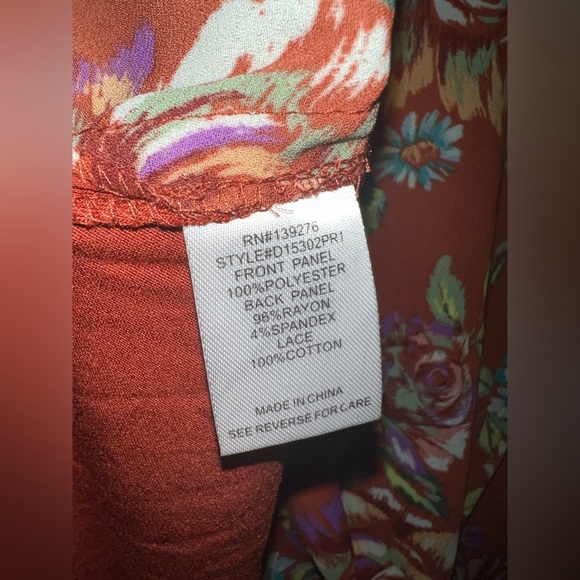 RN#139276
STYLE#D15302PR1
FRONT PANEL
100%POLYESTER
BACK PANEL
96%RAYON
4%SPANDEX
LACE
100%COTTON
MADE IN CHINA
SEE REVERSE FOR CARE